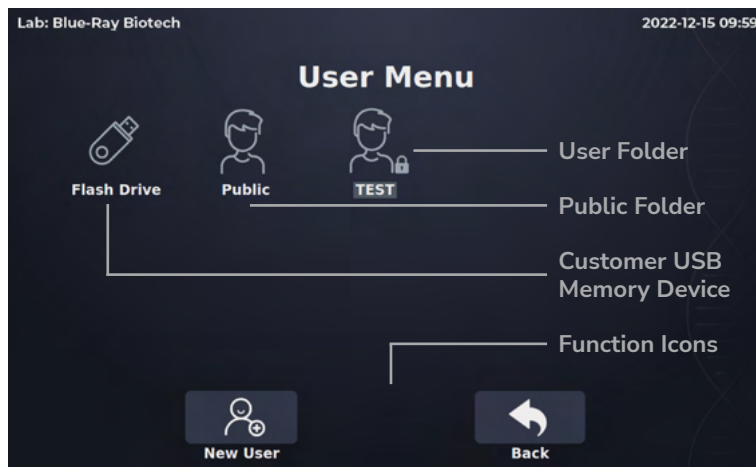 Lab: Blue-Ray Biotech
2022-12-15 09:59
User Menu
Flash Drive
Public
TEST
User Folder
Public Folder
Customer USB
Memory Device
Function Icons
New User
Back